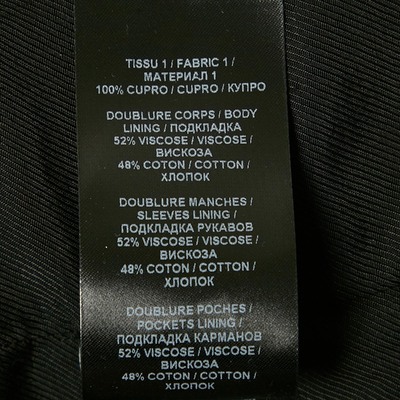 TISSU 1 / FABRIC 1 /
МАТЕРИАЛ 1
100% CUPRO / CUPRO / КУПРО
DOUBLURE CORPS / BODY
LINING / ПОДКЛАДКА
52% VISCOSE / VISCOSE /
ВИСКОЗА
48% COTON / COTTON /
ХЛОПОК
DOUBLURE MANCHES /
SLEEVES LINING /
ПОДКЛАДКА РУКАВОВ
52% VISCOSE / VISCOSE /
ВИСКОЗА
48% COTON / COTTON /
ХЛОПОК
DOUBLURE POCHES /
POCKETS LINING /
ПОДКЛАДКА КАРМАНОВ
52% VISCOSE / VISCOSE /
ВИСКОЗА
48% COTON / COTTON /
ХЛОПОК